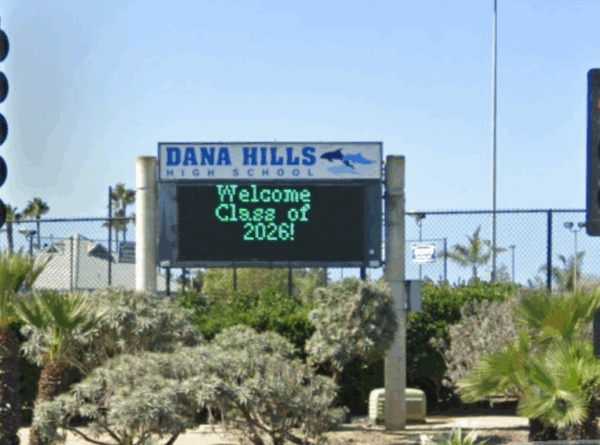 DANA HILLS
HIGH SCHOOL
Welcome
Class of
2026!